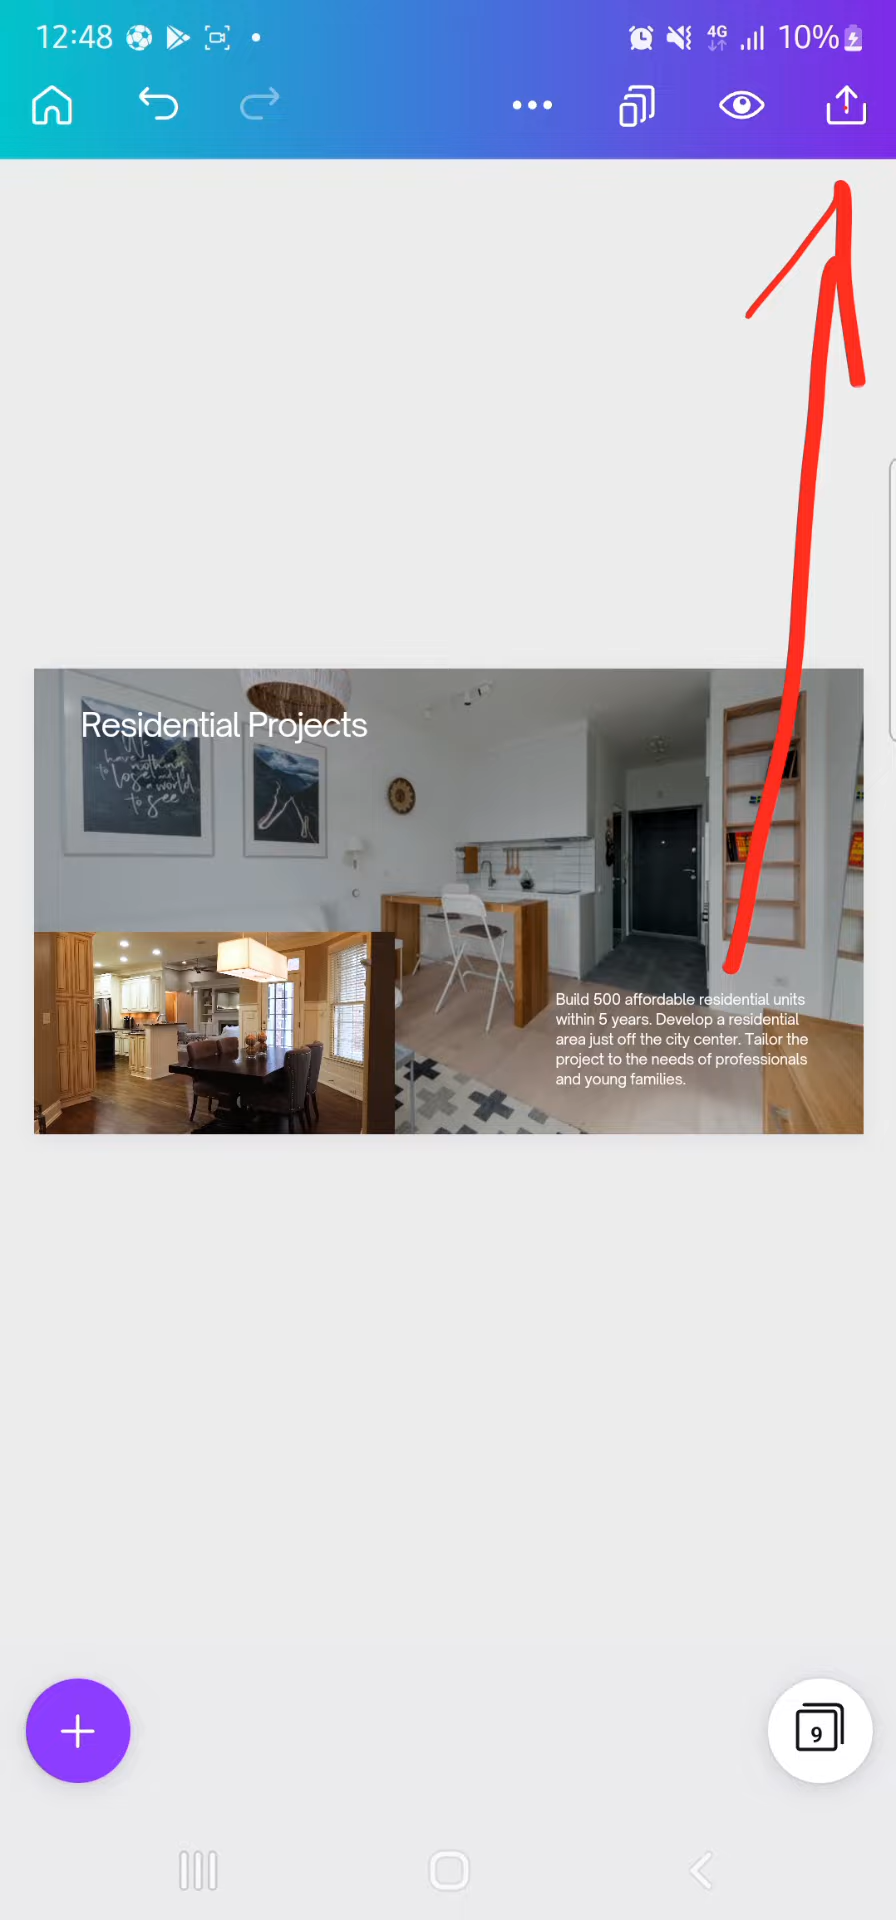 12:48
4G
10%
Residential Projects
We
have nothing
to lose and
a world
to see
Build 500 affordable residential units
within 5 years. Develop a residential
area just off the city center. Tailor the
project to the needs of professionals
and young families.
9